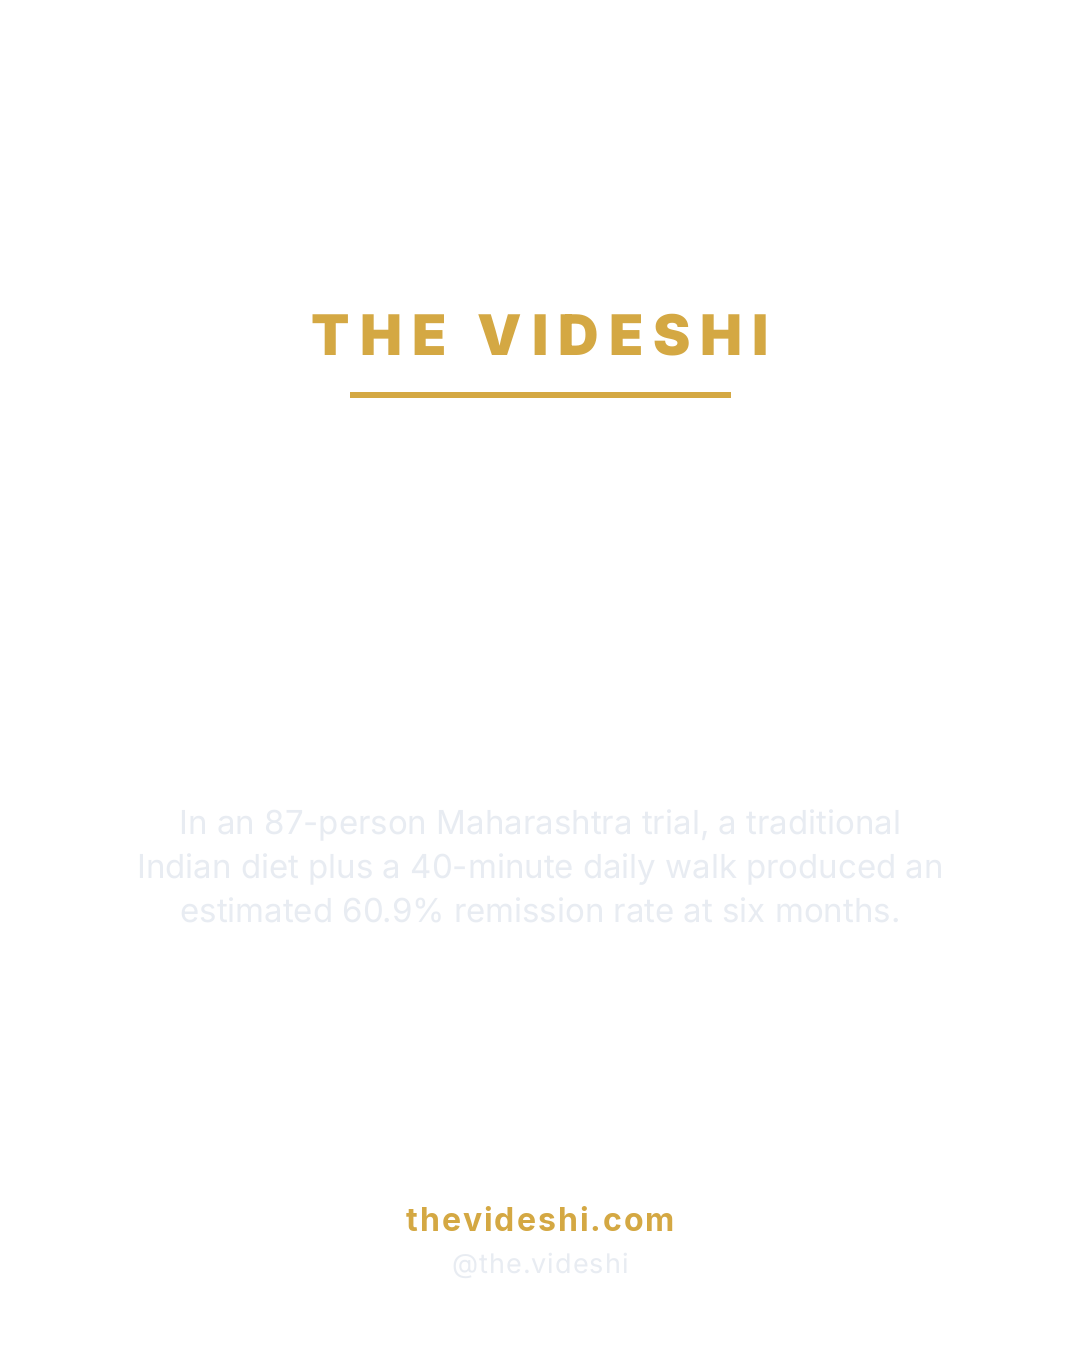 THE VIDESHI
In an 87-person Maharashtra trial, a traditional
Indian diet plus a 40-minute daily walk produced an
estimated 60.9% remission rate at six months.
thevideshi.com
@the.videshi